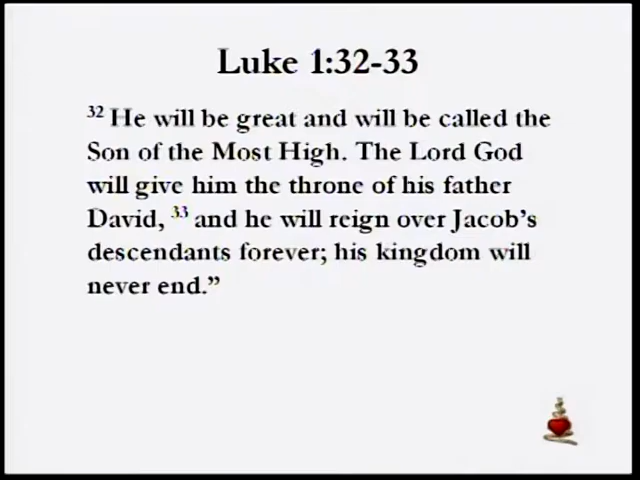 Luke 1:32-33
32 He will be great and will be called the
Son of the Most High. The Lord God
will give him the throne of his father
David, 33 and he will reign over Jacob’s
descendants forever; his kingdom will
never end.”